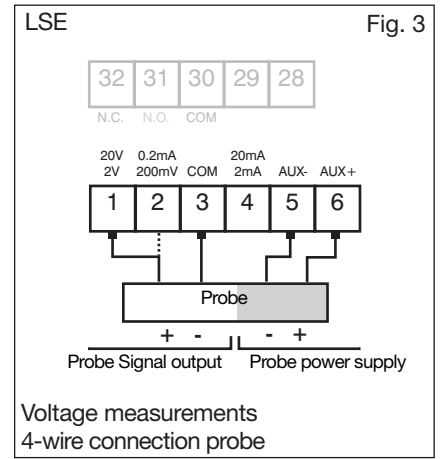 LSE Fig. 3
32 31 30 29 28
N.C. N.O. COM
20V 0.2mA 20mA
2V 200mV COM 2mA AUX- AUX+
1 2 3 4 5 6
Probe
+ - - +
Probe Signal output Probe power supply
Voltage measurements
4-wire connection probe